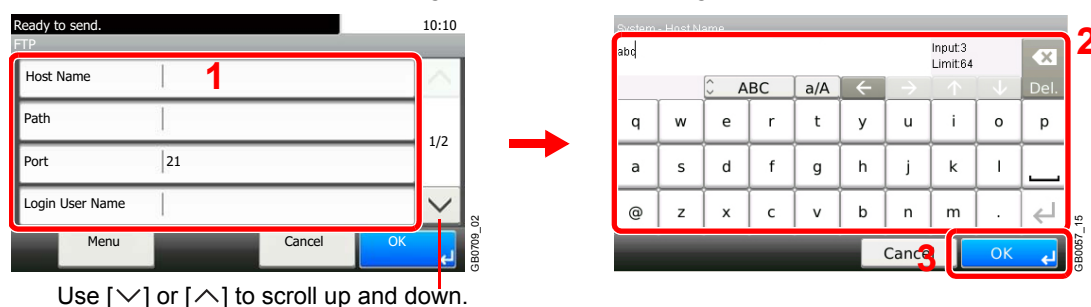 Ready to send. 10:10
FTP
Host Name
1
Path
Port 21
1/2
Login User Name
Menu Cancel OK
GB0709_02
Use [∨] or [∧] to scroll up and down.
System - Host Name
2
abc
Input:3
Limit:64
ABC a/A ← → ↑ ↓ Del.
q w e r t y u i o p
a s d f g h j k l
@ z x c v b n m .
Cancel 3 OK
GB0057_15